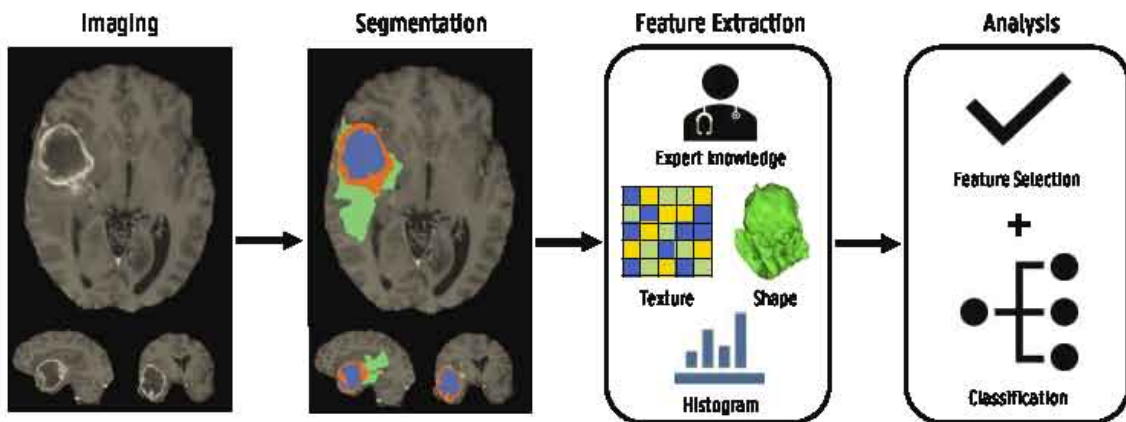 Imaging
Segmentation
Feature Extraction
Analysis
Expert knowledge
Texture
Shape
Histogram
Feature Selection
+
Classification